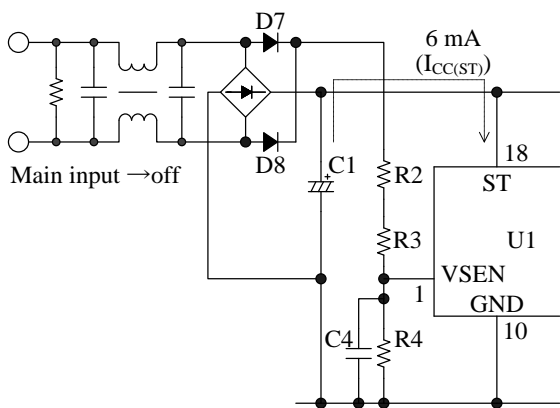 D7
6 mA
(I_CC(ST))
D8
C1
18
Main input →off
R2
ST
R3
U1
VSEN
1
GND
C4
R4
10
+